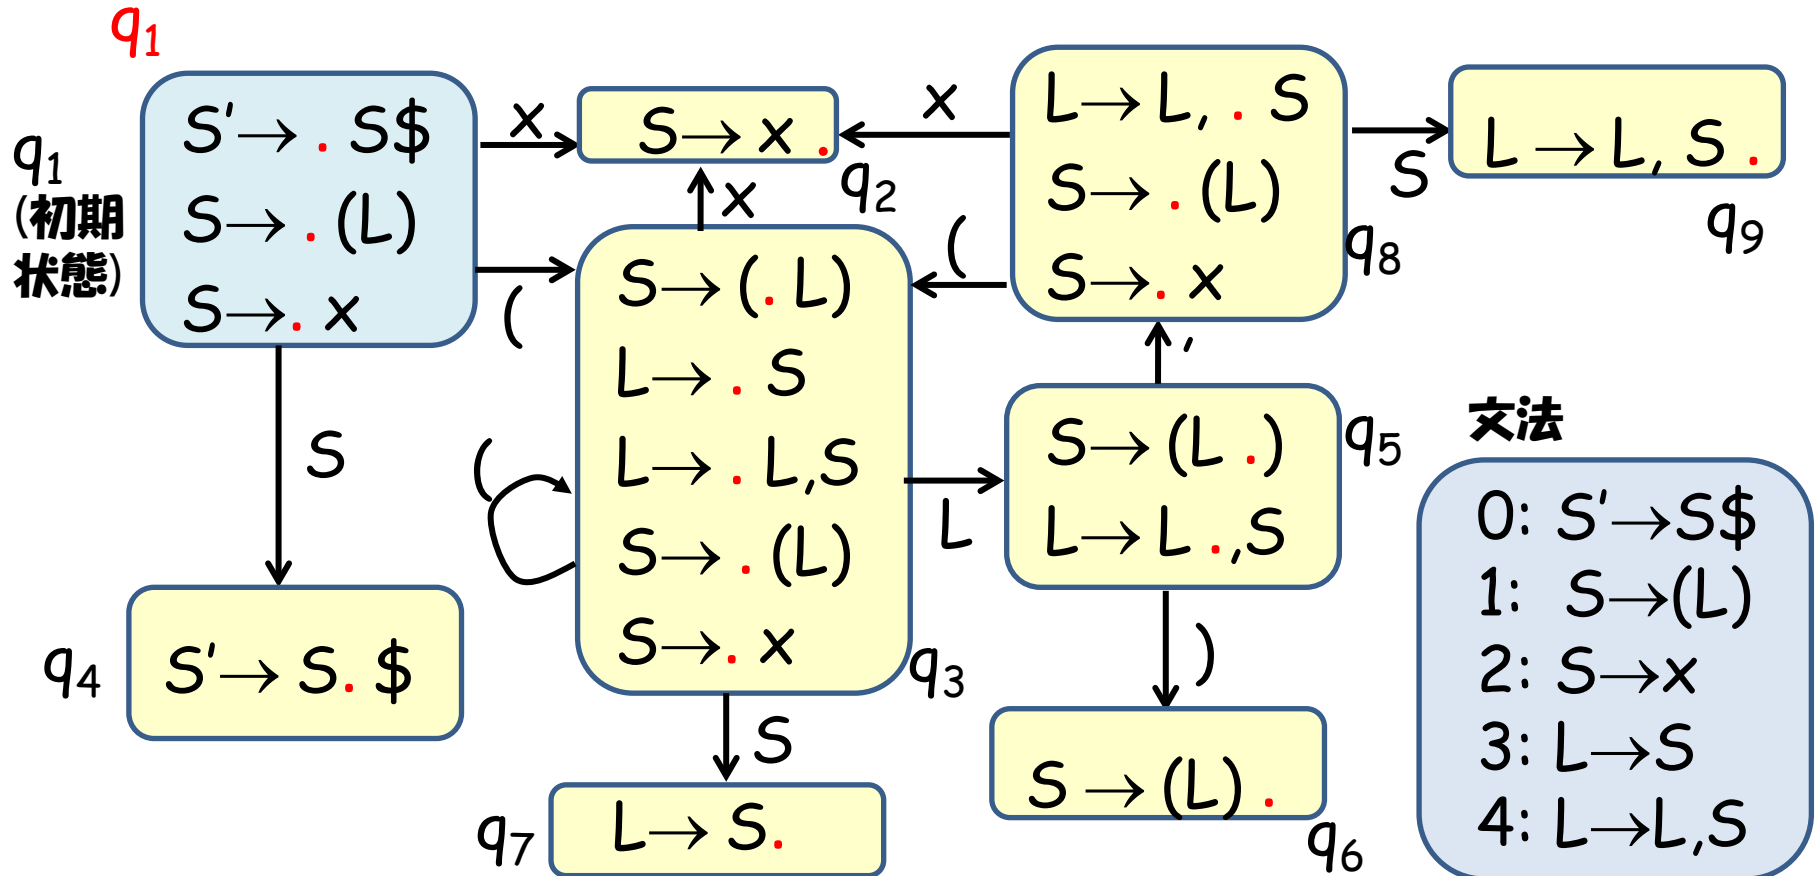 q1
q1
(初期
状態)
S'→ . S$
S→ . (L)
S→. x
x
(
S
S→ x .
q2
x
x
L→ L, . S
S→ . (L)
S→. x
q8
(
S
L → L, S .
q9
S→ (. L)
L→ . S
L→ . L,S
S→ . (L)
S→. x
q3
(
L
,
S→ (L .)
L→ L .,S
q5
)
S'→ S. $
q4
S
L→ S.
q7
S → (L) .
q6
文法
0: S'→S$
1: S→(L)
2: S→x
3: L→S
4: L→L,S